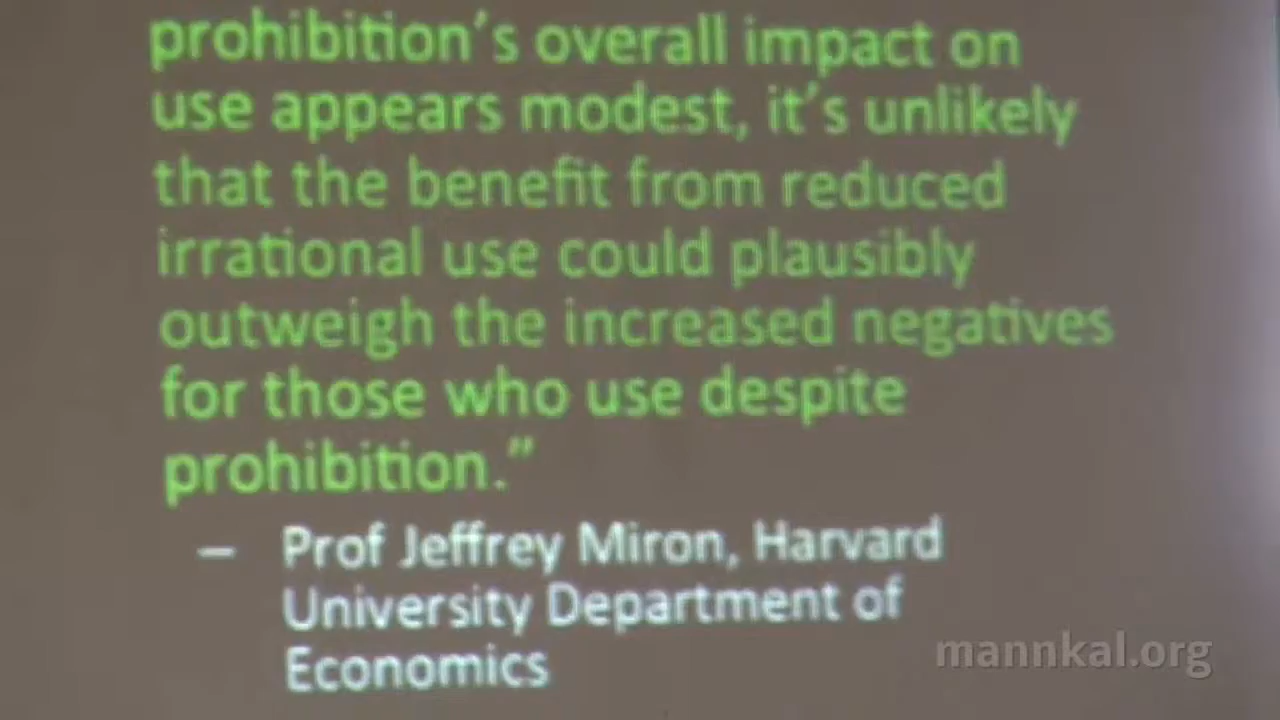 prohibition's overall impact on
use appears modest, it's unlikely
that the benefit from reduced
irrational use could plausibly
outweigh the increased negatives
for those who use despite
prohibition.”
– Prof Jeffrey Miron, Harvard
University Department of
Economics
mannkal.org